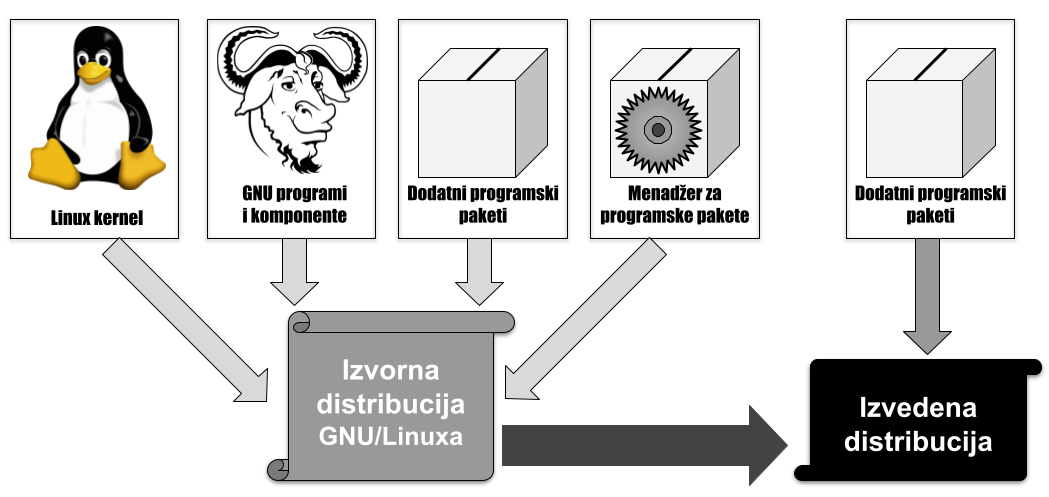 Linux kernel
GNU programi
i komponente
Dodatni programski
paketi
Menadžer za
programske pakete
Dodatni programski
paketi
Izvorna
distribucija
GNU/Linuxa
Izvedena
distribucija